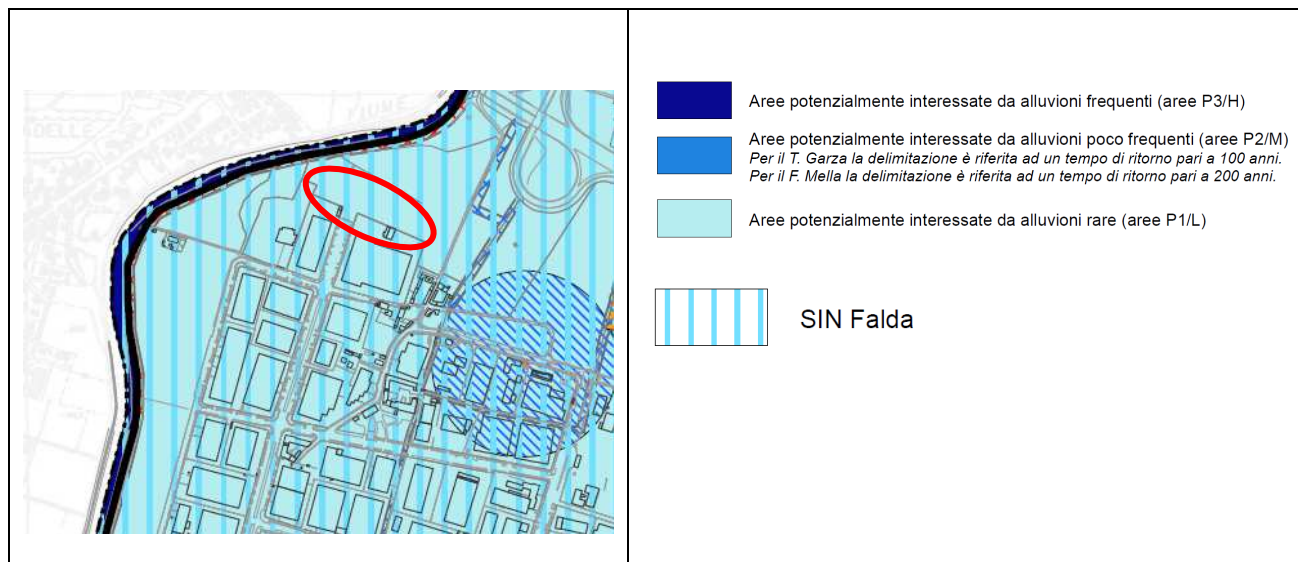 FIUME
ADELLE
Aree potenzialmente interessate da alluvioni frequenti (aree P3/H)
Aree potenzialmente interessate da alluvioni poco frequenti (aree P2/M)
Per il T. Garza la delimitazione è riferita ad un tempo di ritorno pari a 100 anni.
Per il F. Mella la delimitazione è riferita ad un tempo di ritorno pari a 200 anni.
Aree potenzialmente interessate da alluvioni rare (aree P1/L)
SIN Falda